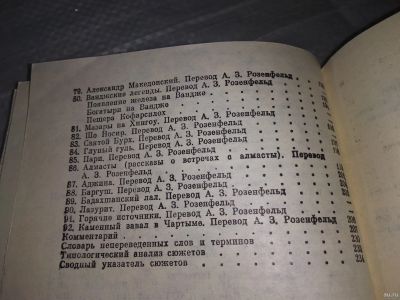 79. Александр Македонский. Перевод А. З. Розенфельд
80. Ванджские легенды. Перевод А. З. Розенфельд
Появление железа на Вандже
Богатыри на Вандже
Пещера Кофархолос
81. Мазары на Хингоу. Перевод А. З. Розенфельд
82. Шо Носир. Перевод А. З. Розенфельд
83. Святой Бурх. Перевод А. З. Розенфельд
84. Глупый гуль. Перевод А. З. Розенфельд
85. Пари. Перевод А. З. Розенфельд
86. Алмасты (рассказы о встречах с алмасты). Перевод
А. З. Розенфельд
87. Аджина. Перевод А. З. Розенфельд
88. Баргуш. Перевод А. З. Розенфельд
89. Бадахшанский лал. Перевод А. З. Розенфельд
90. Лазурит. Перевод А. З. Розенфельд
91. Горячие источники. Перевод А. З. Розенфельд
92. Каменный завал в Чартыме. Перевод А. З. Розенфельд
Комментарий
Словарь непереведенных слов и терминов
Типологический анализ сюжетов
Сводный указатель сюжетов